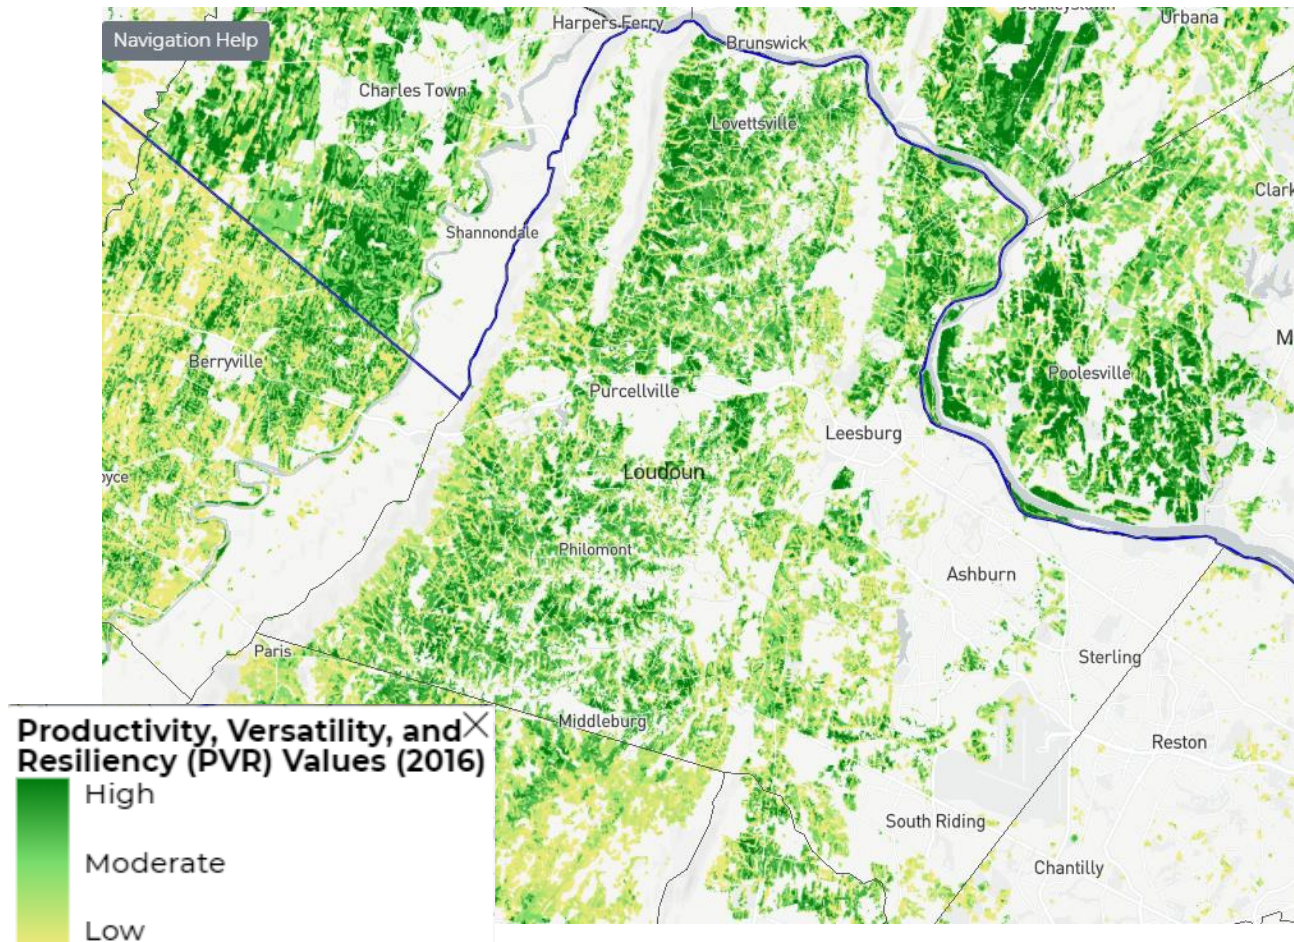 Harpers Ferry
Urbana
Navigation Help
Brunswick
Charles Town
Lovettsville
Clark
Shannondale
M
Berryville
Poolesville
Purcellville
Leesburg
Loudoun
oyce
Philomont
Ashburn
Paris
Sterling
Middleburg
Reston
Productivity, Versatility, and
Resiliency (PVR) Values (2016)
High
South Riding
Moderate
Chantilly
Low